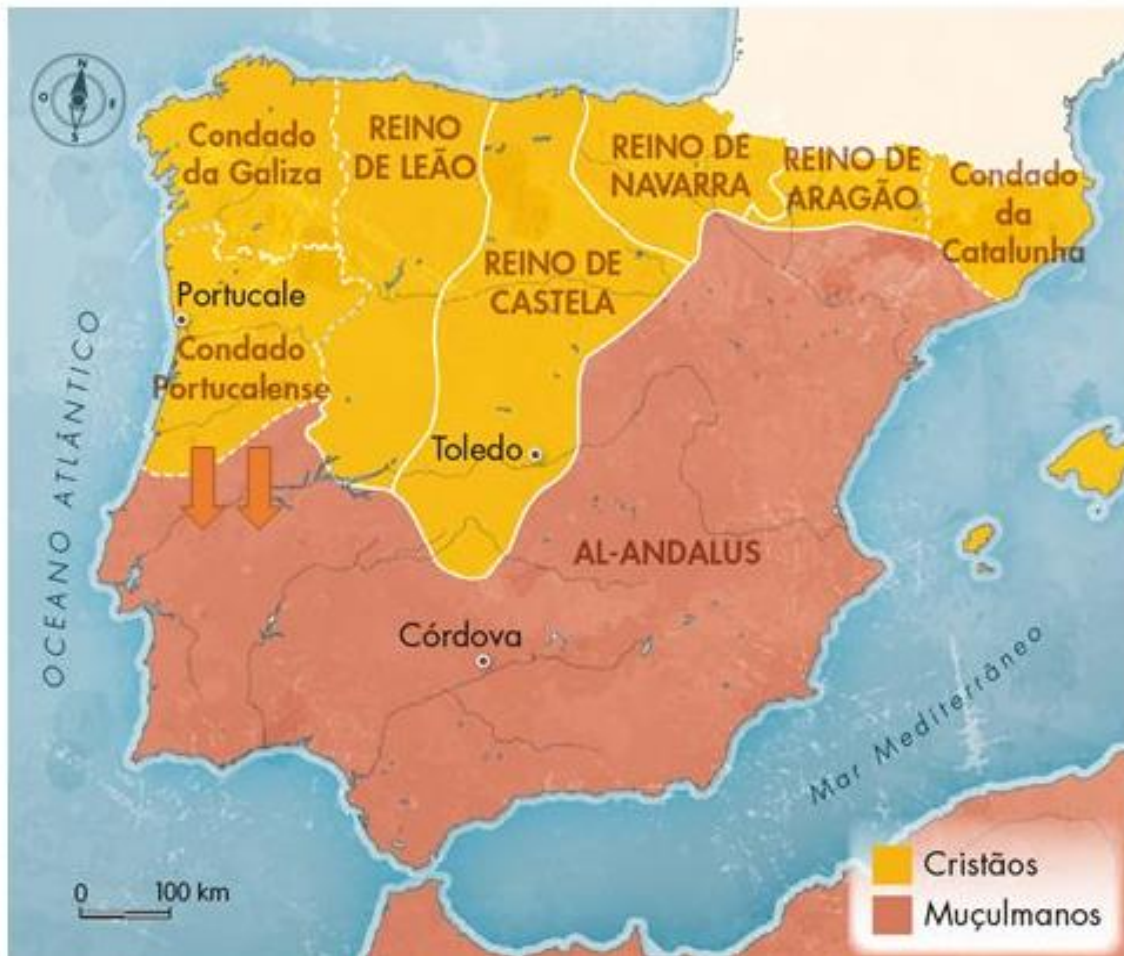 N
O
E
S
Condado
da Galiza
REINO
DE LEÃO
REINO DE
NAVARRA
REINO DE
ARAGÃO
Condado
da
Catalunha
REINO DE
CASTELA
Portucale
Condado
Portucalense
OCEANO ATLÂNTICO
Toledo
AL-ANDALUS
Córdova
Mar Mediterrâneo
0 100 km
Cristãos
Muçulmanos